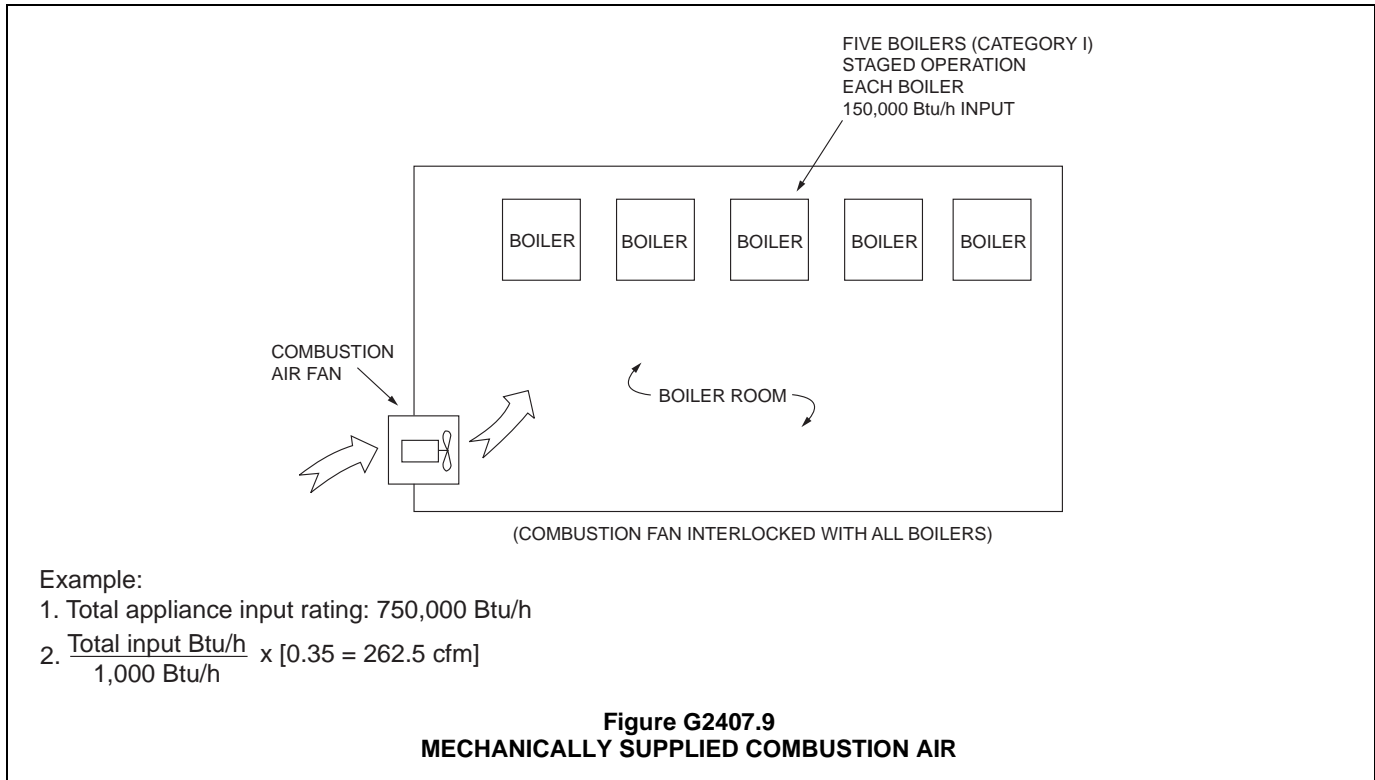 FIVE BOILERS (CATEGORY I)
STAGED OPERATION
EACH BOILER
150,000 Btu/h INPUT
BOILER
BOILER
BOILER
BOILER
BOILER
COMBUSTION
AIR FAN
BOILER ROOM
(COMBUSTION FAN INTERLOCKED WITH ALL BOILERS)
Example:
1. Total appliance input rating: 750,000 Btu/h
2. Total input Btu/h x [0.35 = 262.5 cfm]
1,000 Btu/h
Figure G2407.9
MECHANICALLY SUPPLIED COMBUSTION AIR